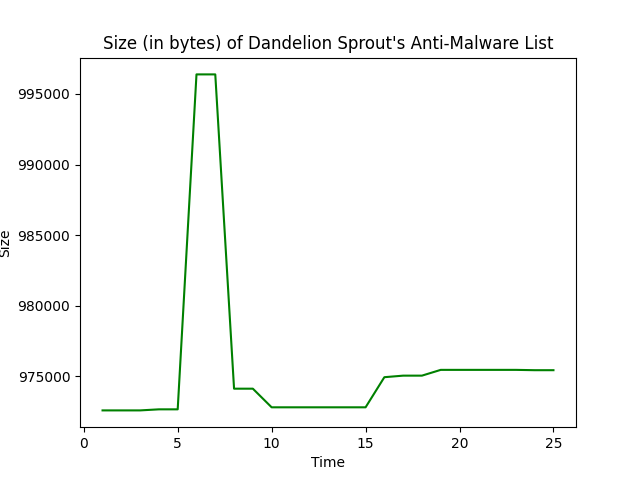 Size (in bytes) of Dandelion Sprout's Anti-Malware List
995000
990000
985000
980000
975000
Size
0 5 10 15 20 25
Time